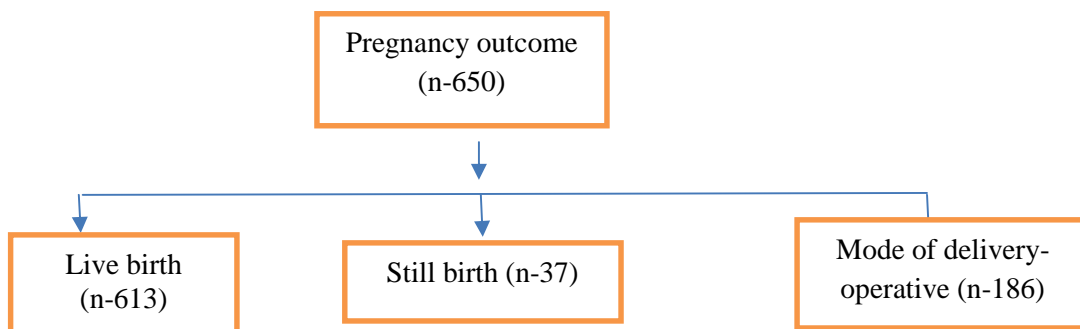 Pregnancy outcome
(n-650)
Live birth
(n-613)
Still birth (n-37)
Mode of delivery-
operative (n-186)